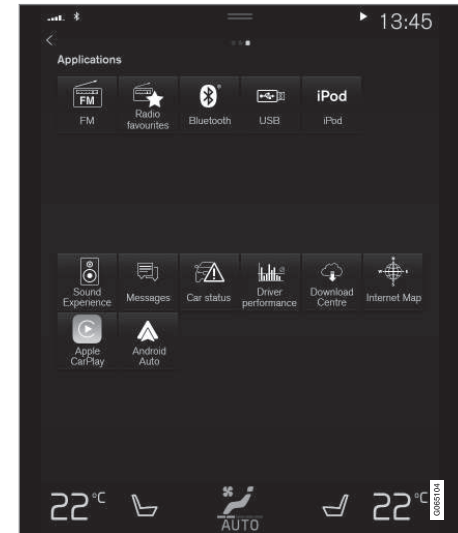 13:45
Applications
FM
FM
Radio
favourites
Bluetooth
USB
iPod
iPod
Sound
Experience
Messages
Car status
Driver
performance
Download
Centre
Internet Map
Apple
CarPlay
Android
Auto
22°C
AUTO
22°C
G065104